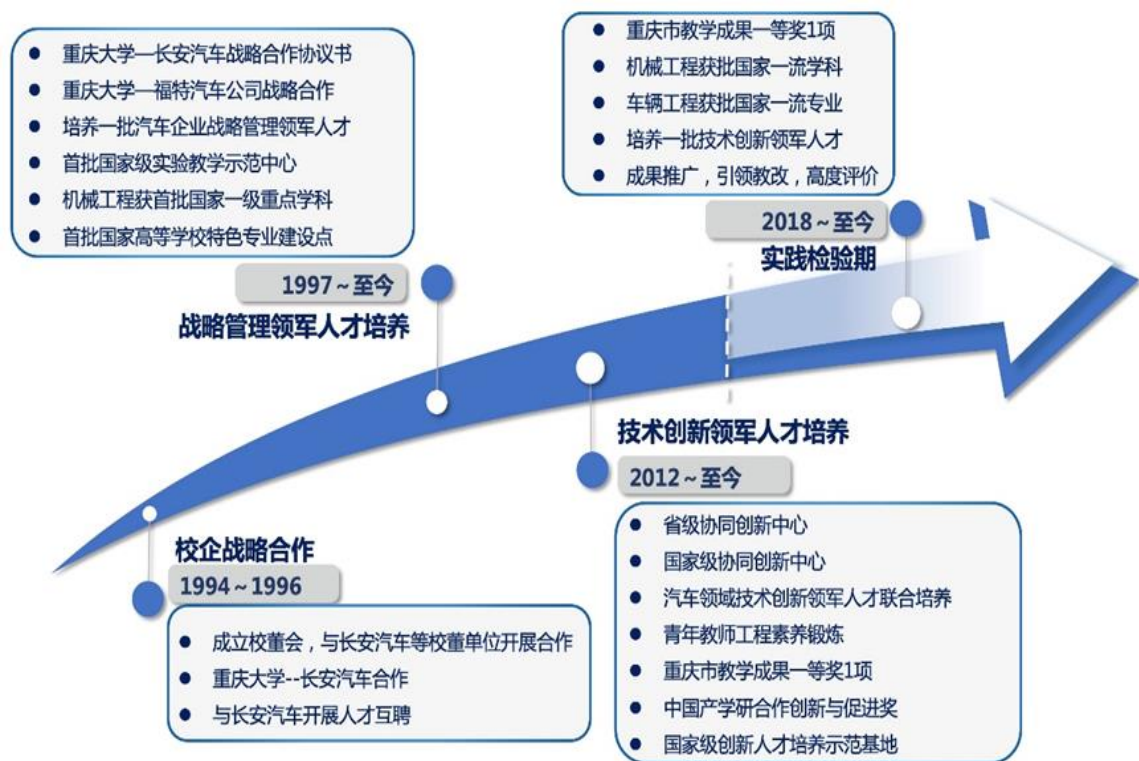 重庆大学—长安汽车战略合作协议书
重庆大学—福特汽车公司战略合作
培养一批汽车企业战略管理领军人才
首批国家级实验教学示范中心
机械工程获首批国家一级重点学科
首批国家高等学校特色专业建设点
1997～至今
战略管理领军人才培养
重庆市教学成果一等奖1项
机械工程获批国家一流学科
车辆工程获批国家一流专业
培养一批技术创新领军人才
成果推广，引领教改，高度评价
2018～至今
实践检验期
校企战略合作
1994～1996
成立校董会，与长安汽车等校董单位开展合作
重庆大学--长安汽车合作
与长安汽车开展人才互聘
技术创新领军人才培养
2012～至今
省级协同创新中心
国家级协同创新中心
汽车领域技术创新领军人才联合培养
青年教师工程素养锻炼
重庆市教学成果一等奖1项
中国产学研合作创新与促进奖
国家级创新人才培养示范基地